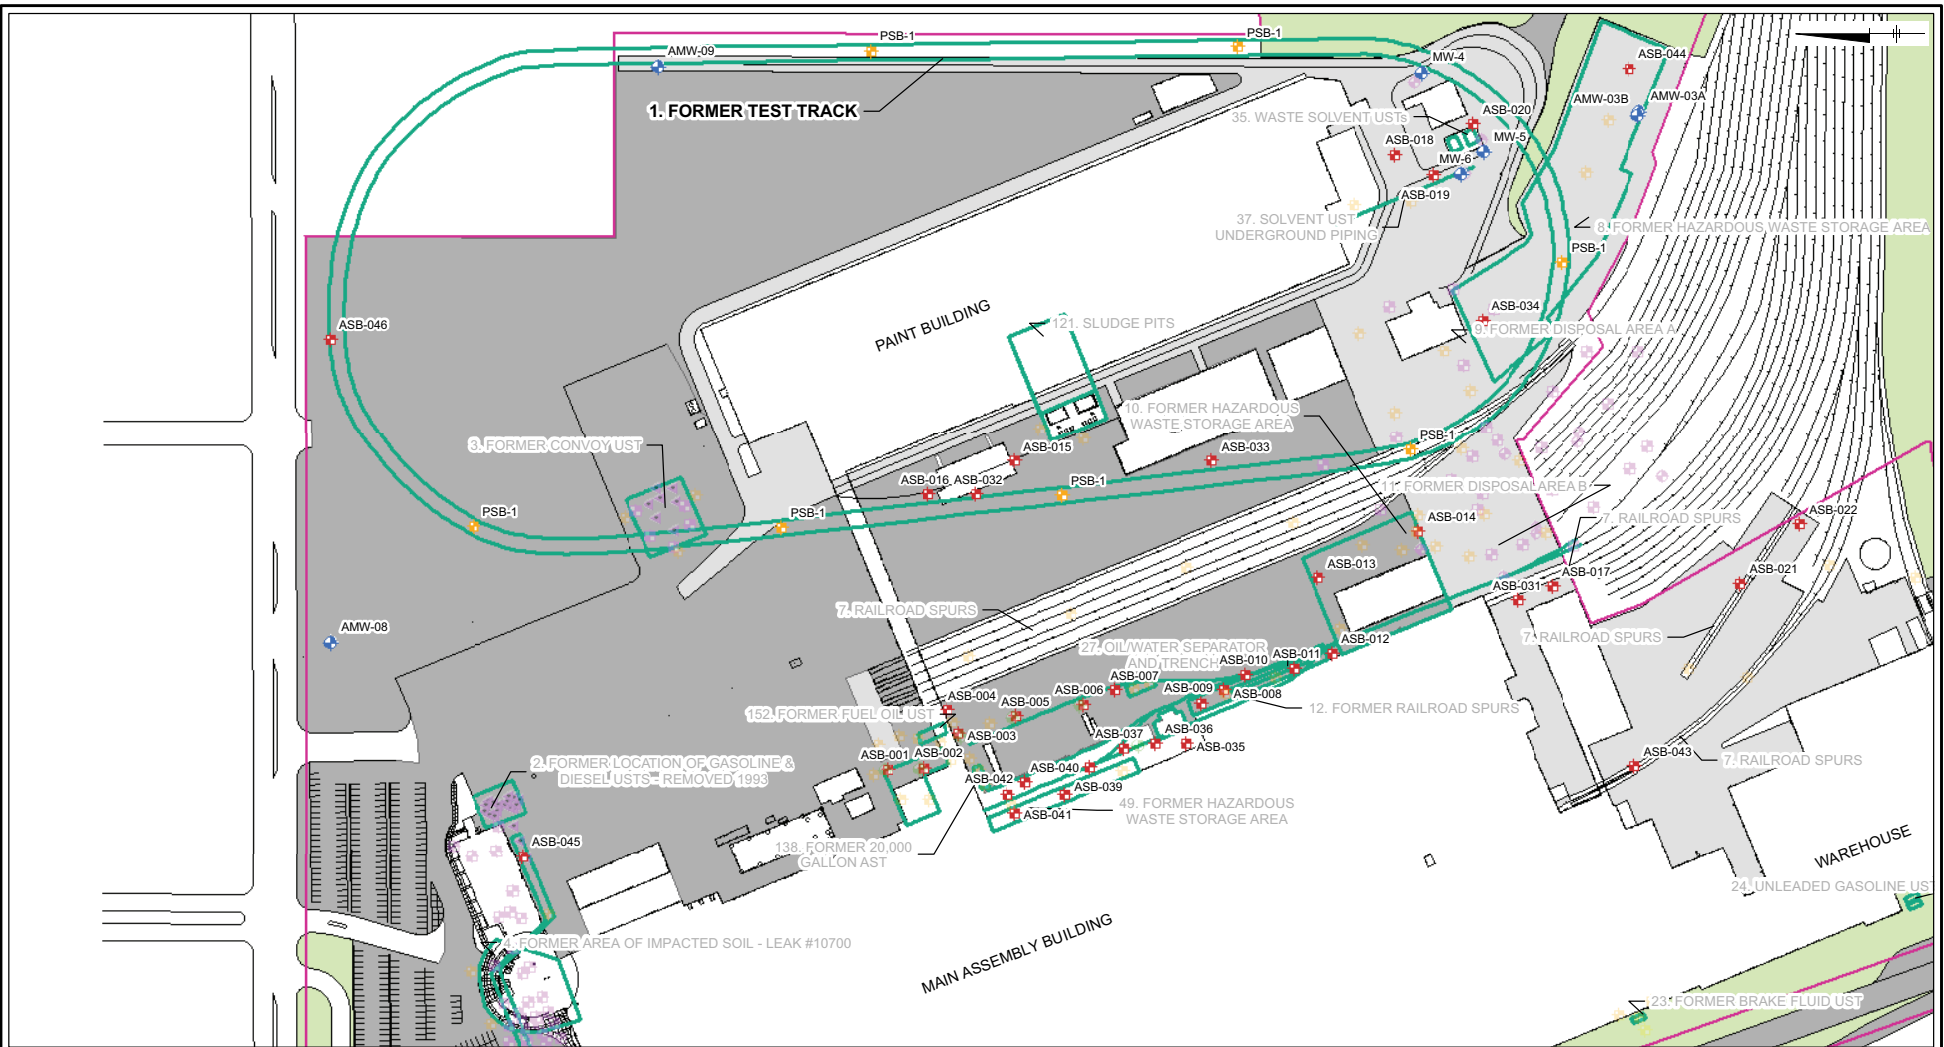 PSB-1
PSB-1
AMW-09
MW-4
ASB-044
1. FORMER TEST TRACK
35. WASTE SOLVENT USTs
ASB-020
AMW-03B
AMW-03A
ASB-018
MW-5
MW-6
ASB-019
37. SOLVENT UST
UNDERGROUND PIPING
8. FORMER HAZARDOUS WASTE STORAGE AREA
PSB-1
ASB-034
PAINT BUILDING
121. SLUDGE PITS
9. FORMER DISPOSAL AREA A
ASB-046
10. FORMER HAZARDOUS
WASTE STORAGE AREA
3. FORMER CONVOY UST
ASB-015
ASB-033
PSB-1
ASB-016
ASB-032
PSB-1
11. FORMER DISPOSAL AREA B
PSB-1
PSB-1
ASB-014
7. RAILROAD SPURS
ASB-022
ASB-013
ASB-031
ASB-017
ASB-021
7. RAILROAD SPURS
AMW-08
7. RAILROAD SPURS
27. OIL/WATER SEPARATOR
AND TRENCH
ASB-012
ASB-011
ASB-010
ASB-007
ASB-006
ASB-009
ASB-008
ASB-004
ASB-005
152. FORMER FUEL OIL UST
12. FORMER RAILROAD SPURS
ASB-003
ASB-037
ASB-036
ASB-035
ASB-001
ASB-002
ASB-043
7. RAILROAD SPURS
2. FORMER LOCATION OF GASOLINE &
DIESEL USTS - REMOVED 1993
ASB-042
ASB-040
ASB-039
ASB-041
49. FORMER HAZARDOUS
WASTE STORAGE AREA
ASB-045
138. FORMER 20,000
GALLON AST
WAREHOUSE
24. UNLEADED GASOLINE UST
MAIN ASSEMBLY BUILDING
4. FORMER AREA OF IMPACTED SOIL - LEAK #10700
23. FORMER BRAKE FLUID UST